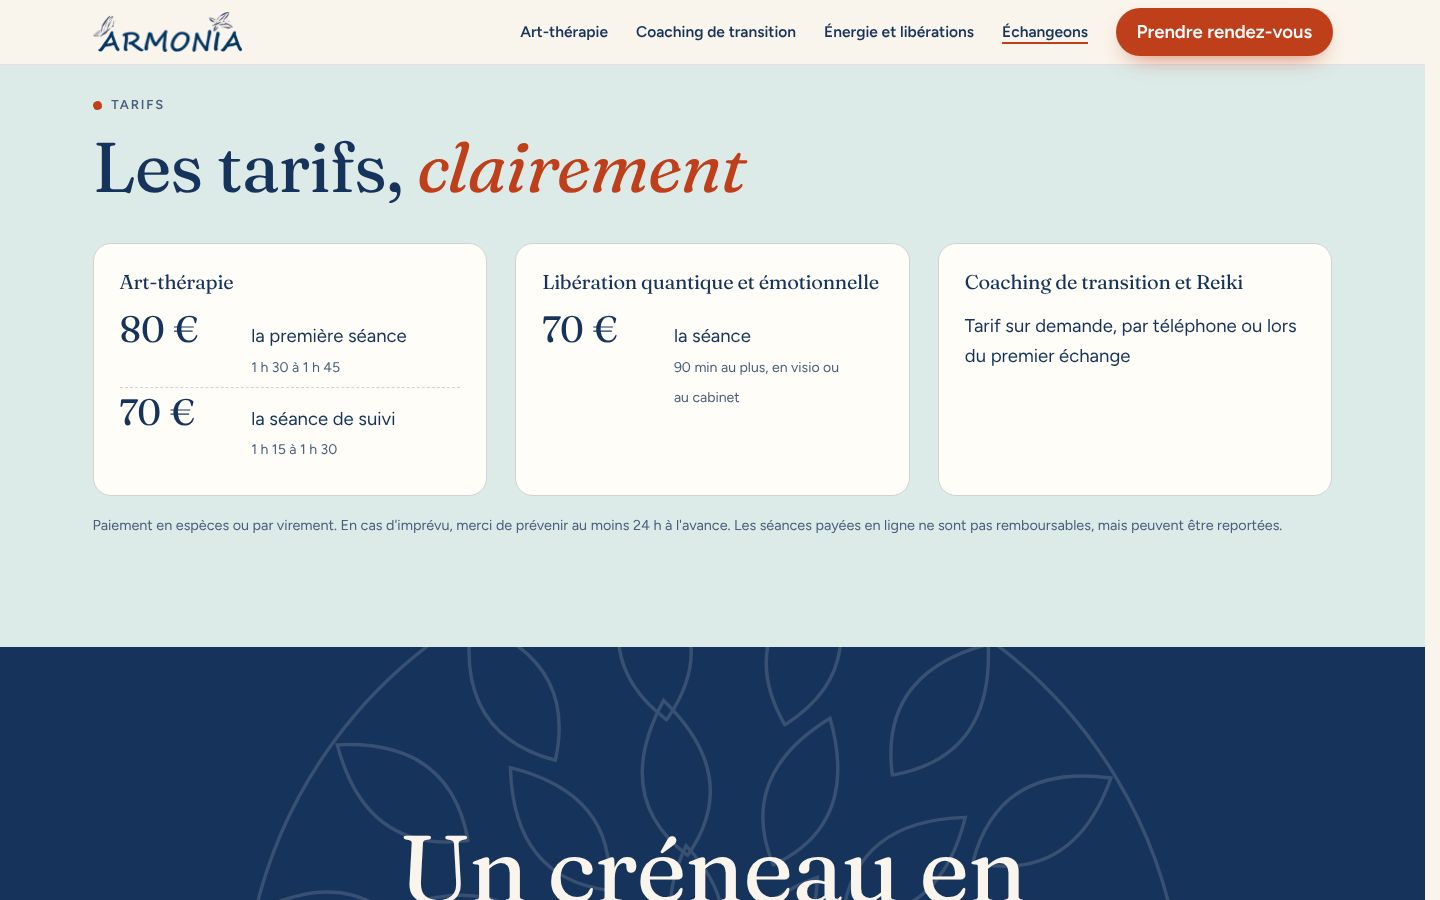 ARMONIA
Art-thérapie
Coaching de transition
Énergie et libérations
Échangeons
Prendre rendez-vous
TARIFS
Les tarifs, clairement
Art-thérapie
80 €
la première séance
1 h 30 à 1 h 45
70 €
la séance de suivi
1 h 15 à 1 h 30
Libération quantique et émotionnelle
70 €
la séance
90 min au plus, en visio ou
au cabinet
Coaching de transition et Reiki
Tarif sur demande, par téléphone ou lors
du premier échange
Paiement en espèces ou par virement. En cas d'imprévu, merci de prévenir au moins 24 h à l'avance. Les séances payées en ligne ne sont pas remboursables, mais peuvent être reportées.
Un créneau en